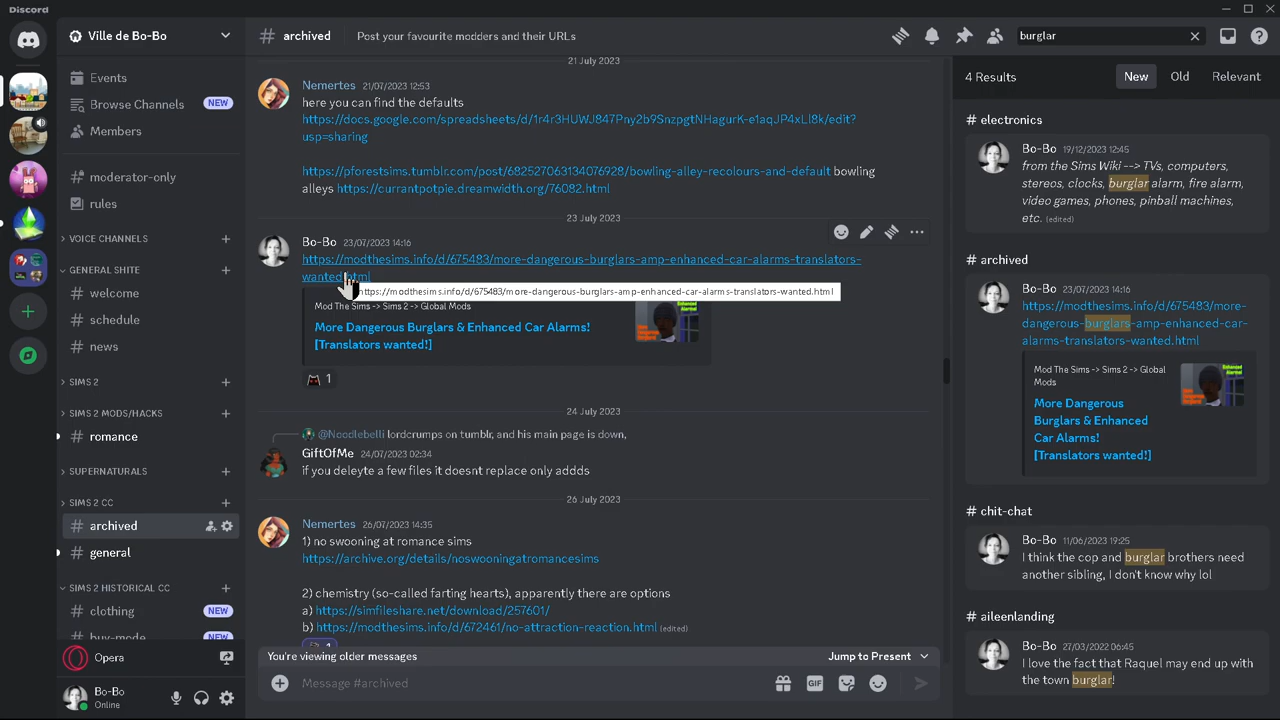 Discord
Ville de Bo-Bo
Events
Browse Channels
NEW
Members
moderator-only
rules
VOICE CHANNELS
GENERAL SHITE
welcome
schedule
news
SIMS 2
SIMS 2 MODS/HACKS
romance
SUPERNATURALS
SIMS 2 CC
archived
general
SIMS 2 HISTORICAL CC
clothing
NEW
buy-mode
NEW
Opera
Bo-Bo
Online
# archived
Post your favourite modders and their URLs
burglar
21 July 2023
Nemertes 21/07/2023 12:53
here you can find the defaults
https://docs.google.com/spreadsheets/d/1r4r3HUWJ847Pny2b9SnzpgtNHagurK-e1aqJP4xLl8k/edit?
usp=sharing
https://pforestsims.tumblr.com/post/682527063134076928/bowling-alley-recolours-and-default bowling
alleys https://currantpotpie.dreamwidth.org/76082.html
23 July 2023
Bo-Bo 23/07/2023 14:16
https://modthesims.info/d/675483/more-dangerous-burglars-amp-enhanced-car-alarms-translators-
wanted.html
https://modthesims.info/d/675483/more-dangerous-burglars-amp-enhanced-car-alarms-translators-wanted.html
Mod The Sims -> Sims 2 -> Global Mods
More Dangerous Burglars & Enhanced Car Alarms!
[Translators wanted!]
1
24 July 2023
@Noodlebelli lordcrumps on tumblr, and his main page is down,
GiftOfMe 24/07/2023 02:34
if you deleyte a few files it doesnt replace only addds
26 July 2023
Nemertes 26/07/2023 14:35
1) no swooning at romance sims
https://archive.org/details/noswooningatromancesims
2) chemistry (so-called farting hearts), apparently there are options
a) https://simfileshare.net/download/257601/
b) https://modthesims.info/d/672461/no-attraction-reaction.html (edited)
1
You're viewing older messages
Jump to Present
Message #archived
GIF
4 Results
New
Old
Relevant
# electronics
Bo-Bo 19/12/2023 12:45
from the Sims Wiki --> TVs, computers,
stereos, clocks, burglar alarm, fire alarm,
video games, phones, pinball machines,
etc. (edited)
# archived
Bo-Bo 23/07/2023 14:16
https://modthesims.info/d/675483/more-
dangerous-burglars-amp-enhanced-car-
alarms-translators-wanted.html
Mod The Sims -> Sims 2 -> Global
Mods
More Dangerous
Burglars & Enhanced
Car Alarms!
[Translators wanted!]
# chit-chat
Bo-Bo 11/06/2023 19:25
I think the cop and burglar brothers need
another sibling, I don't know why lol
# aileenlanding
Bo-Bo 27/03/2022 06:45
I love the fact that Raquel may end up with
the town burglar!